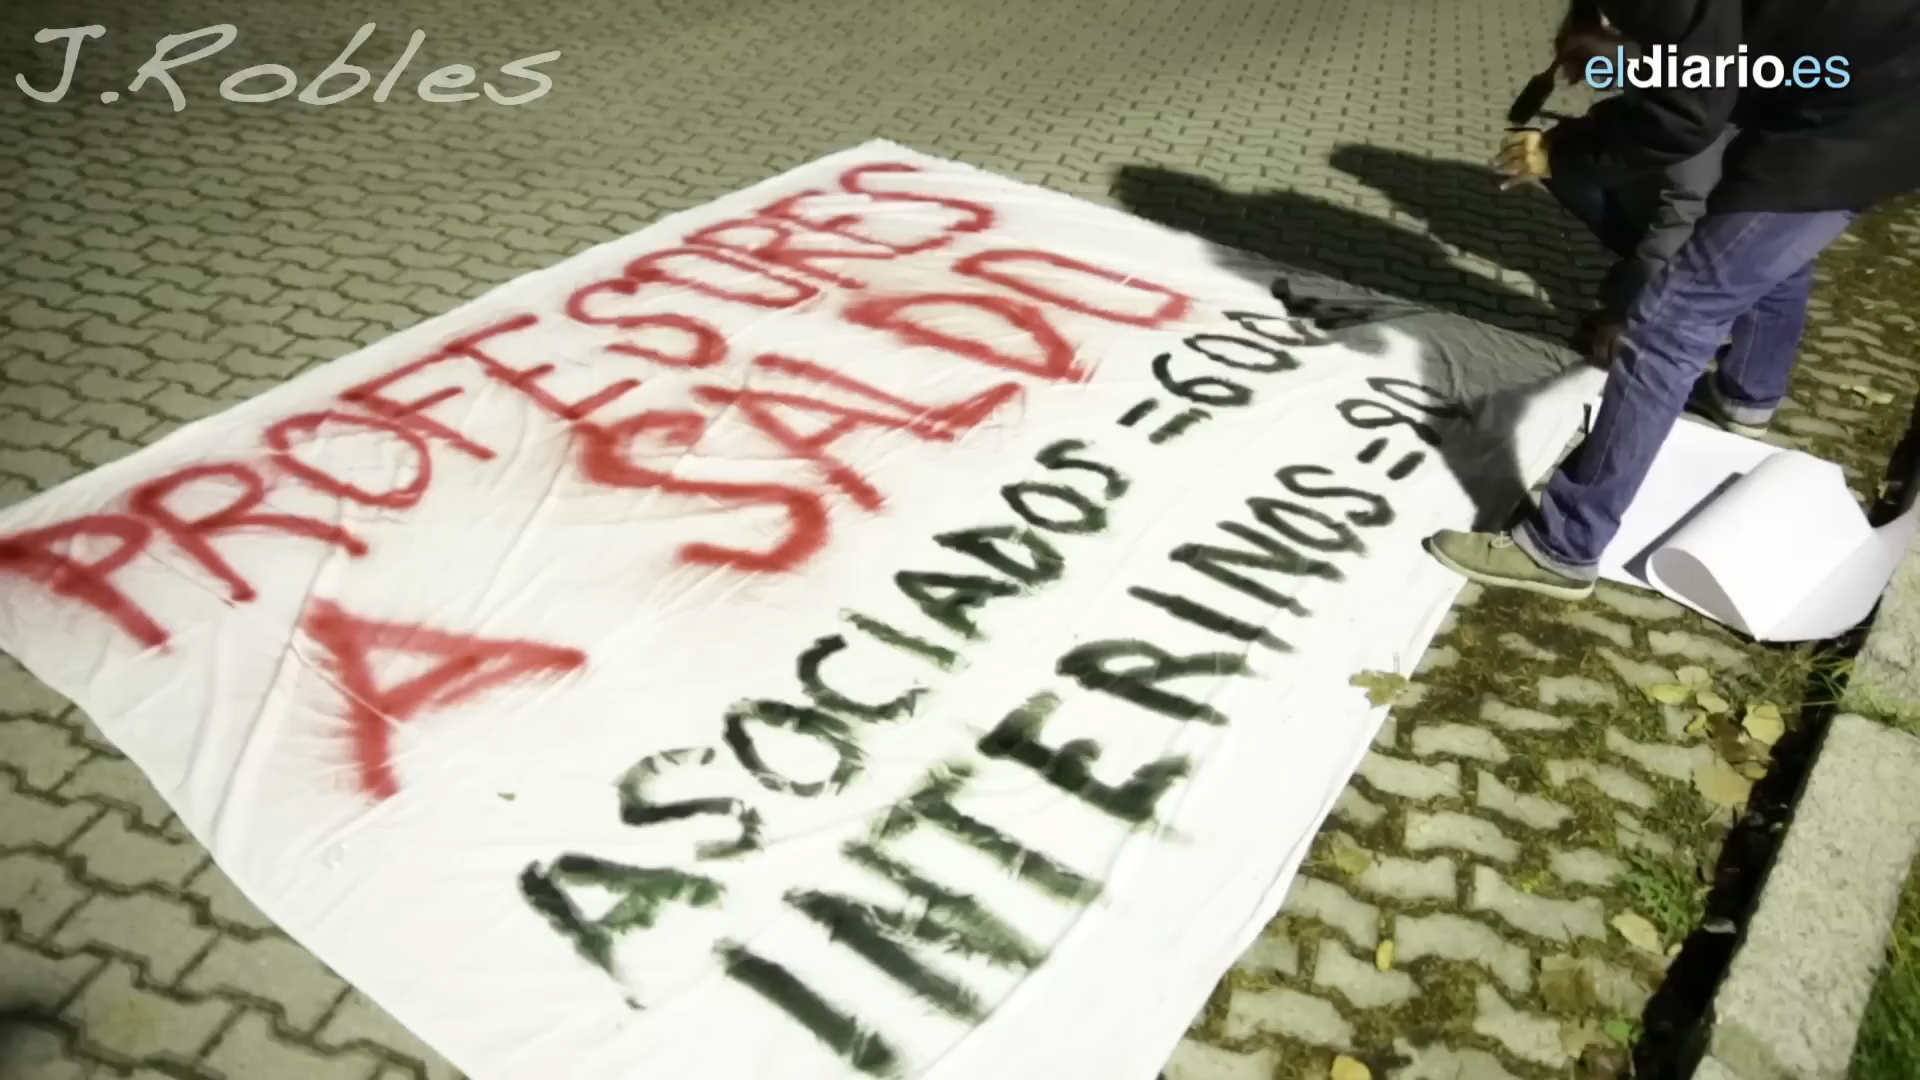 J. Robles
eldiario.es
PROFESORES
A SALDO
ASOCIADOS = 600
INTERINOS =